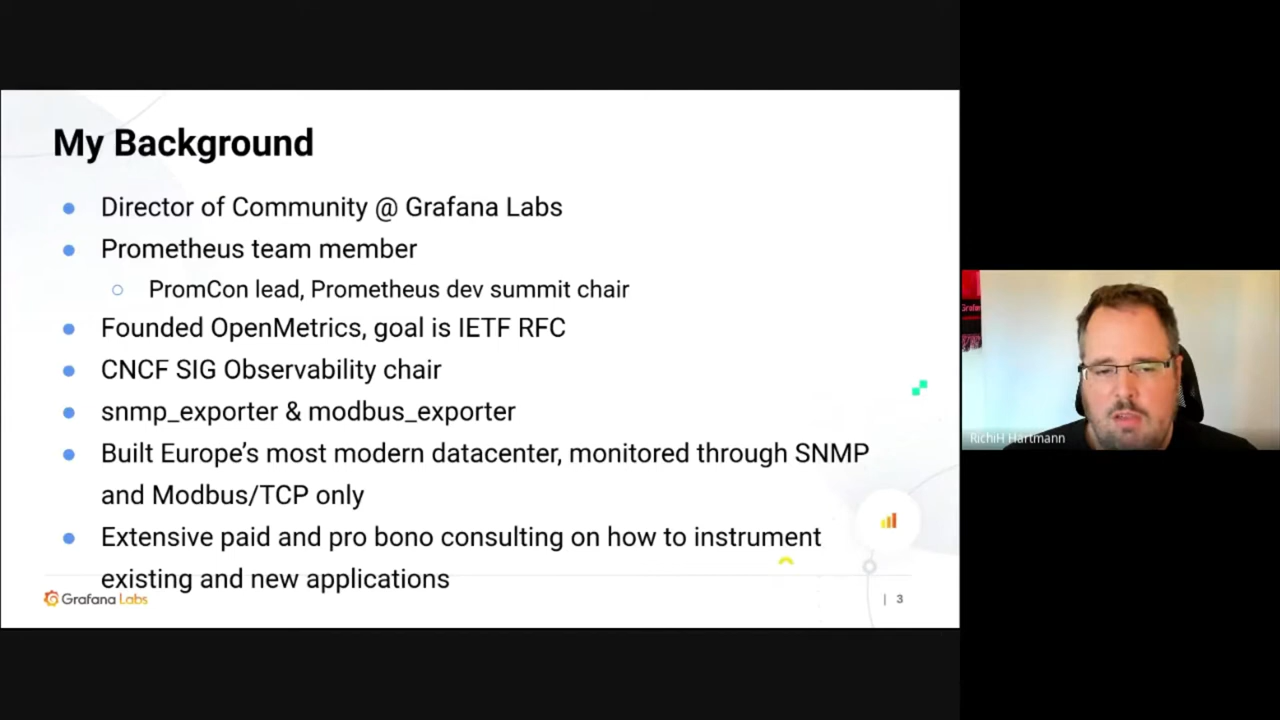 My Background
Director of Community @ Grafana Labs
Prometheus team member
PromCon lead, Prometheus dev summit chair
Founded OpenMetrics, goal is IETF RFC
CNCF SIG Observability chair
snmp_exporter & modbus_exporter
Built Europe’s most modern datacenter, monitored through SNMP
and Modbus/TCP only
Extensive paid and pro bono consulting on how to instrument
existing and new applications
Grafana Labs
| 3
Grafan
RichiH Hartmann